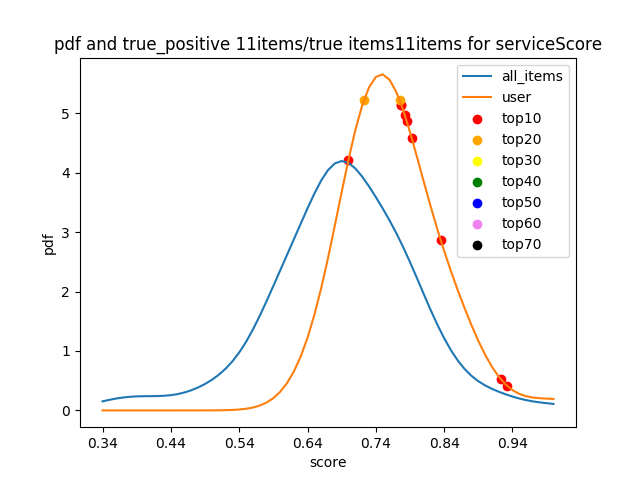 pdf and true_positive 11items/true items11items for serviceScore
all_items
user
top10
top20
top30
top40
top50
top60
top70
pdf
5
4
3
2
1
0
0.34 0.44 0.54 0.64 0.74 0.84 0.94
score